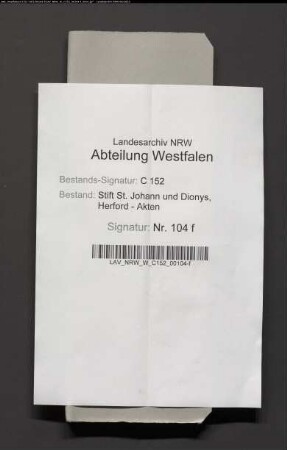 Landesarchiv NRW
Abteilung Westfalen
Bestands-Signatur: C 152
Bestand: Stift St. Johann und Dionys,
Herford - Akten
Signatur: Nr. 104 f
LAV_NRW_W_C152_00104-f